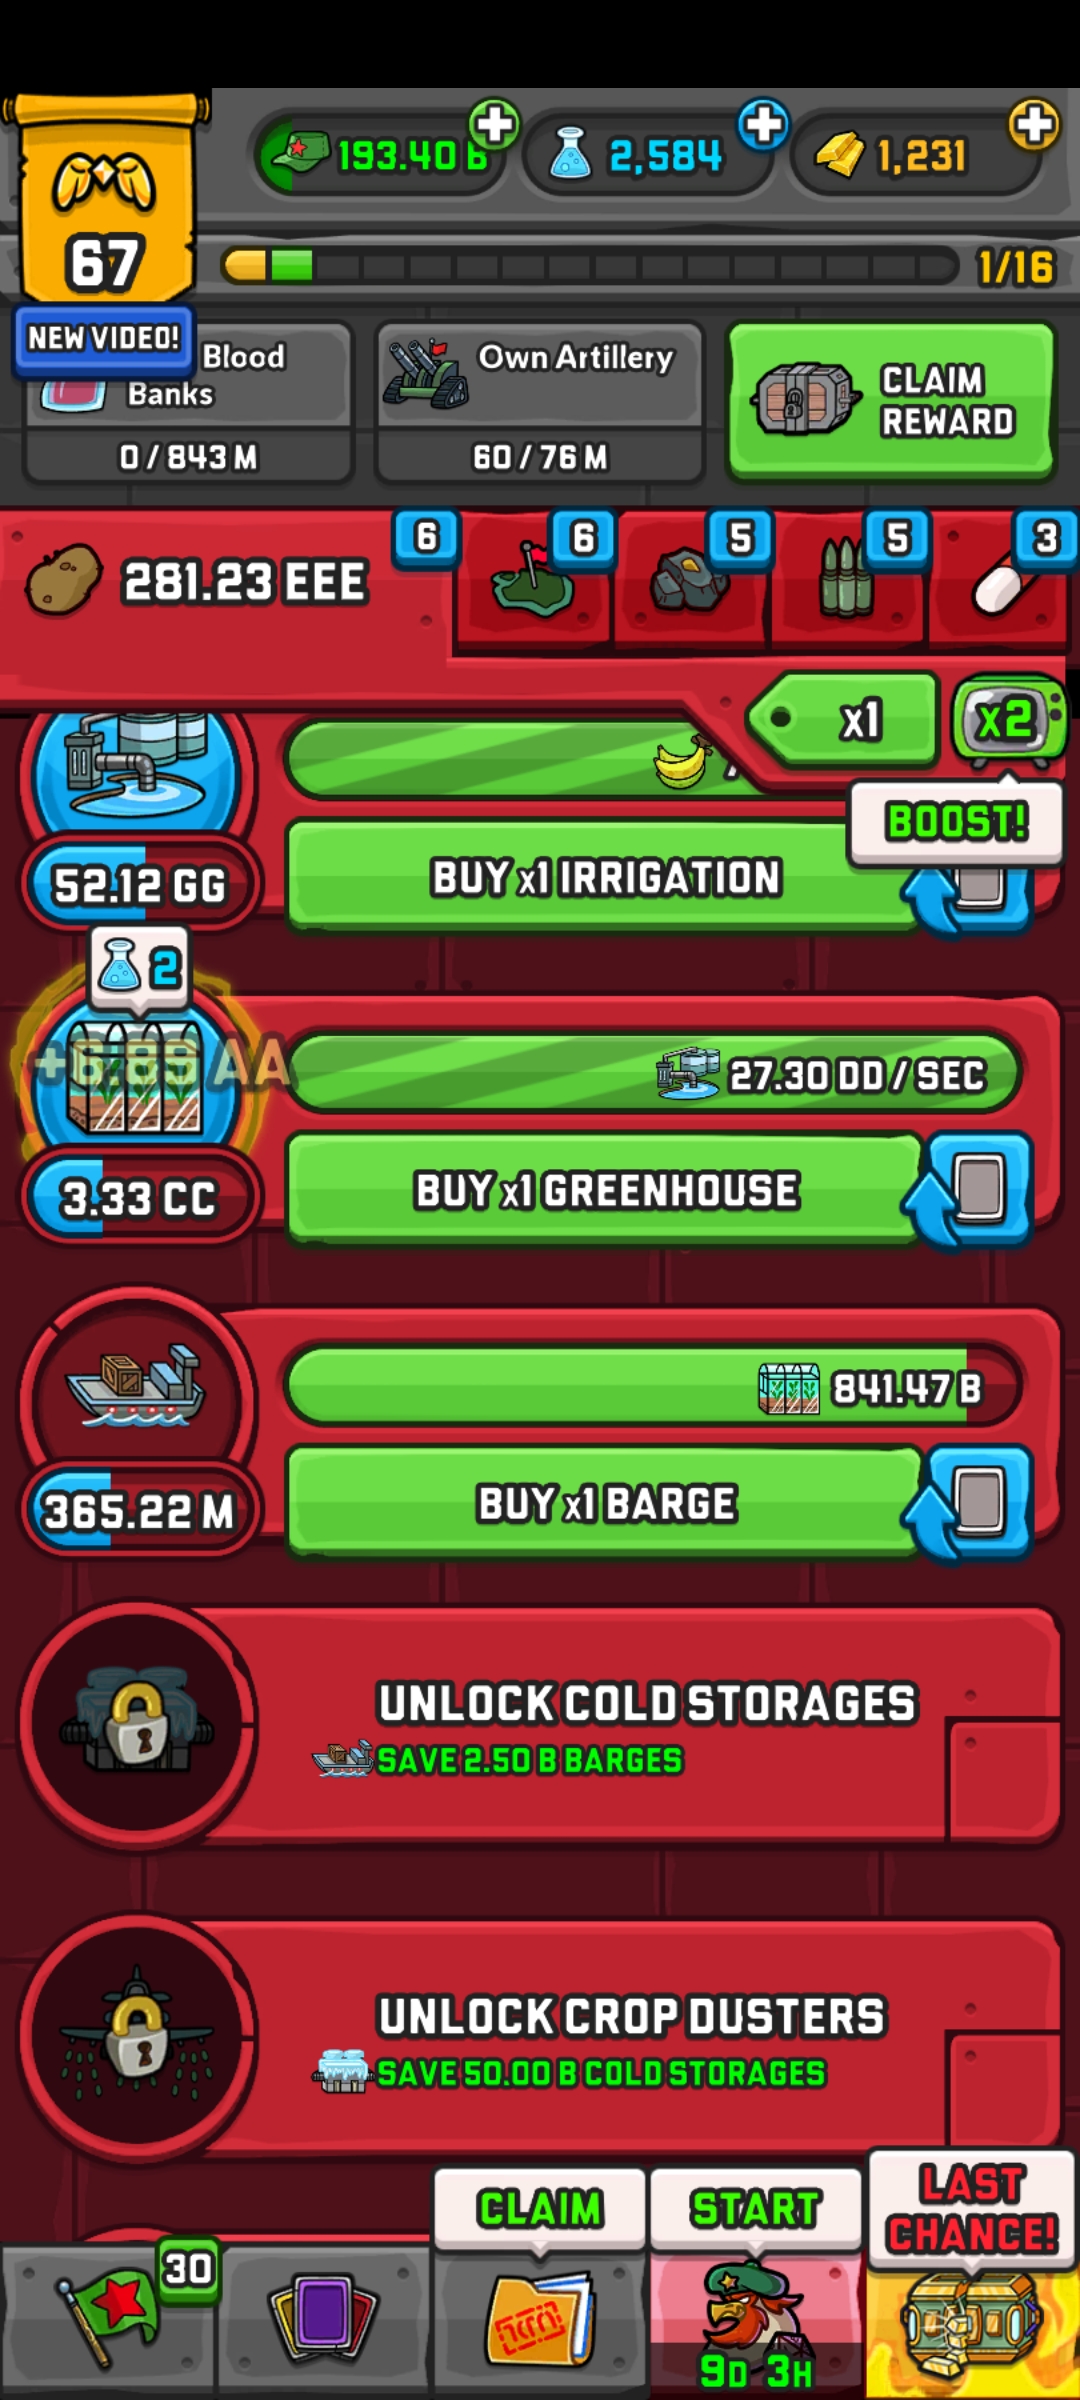 193.40 B
2,584
1,231
67
1/16
NEW VIDEO!
Blood
Banks
0 / 843 M
Own Artillery
60 / 76 M
CLAIM
REWARD
281.23 EEE
6
6
5
5
3
x1
x2
BOOST!
52.12 GG
BUY x1 IRRIGATION
2
+6.89 AA
27.30 DD / SEC
3.33 CC
BUY x1 GREENHOUSE
841.47 B
365.22 M
BUY x1 BARGE
UNLOCK COLD STORAGES
SAVE 2.50 B BARGES
UNLOCK CROP DUSTERS
SAVE 50.00 B COLD STORAGES
CLAIM
START
LAST
CHANCE!
30
9D 3H